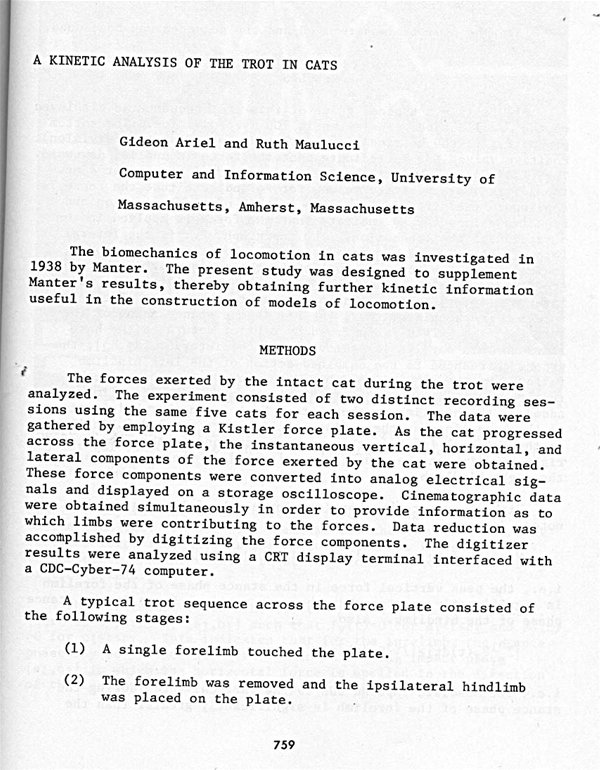 A KINETIC ANALYSIS OF THE TROT IN CATS
Gideon Ariel and Ruth Maulucci
Computer and Information Science, University of
Massachusetts, Amherst, Massachusetts
The biomechanics of locomotion in cats was investigated in
1938 by Manter. The present study was designed to supplement
Manter's results, thereby obtaining further kinetic information
useful in the construction of models of locomotion.
METHODS
The forces exerted by the intact cat during the trot were
analyzed. The experiment consisted of two distinct recording ses-
sions using the same five cats for each session. The data were
gathered by employing a Kistler force plate. As the cat progressed
across the force plate, the instantaneous vertical, horizontal, and
lateral components of the force exerted by the cat were obtained.
These force components were converted into analog electrical sig-
nals and displayed on a storage oscilloscope. Cinematographic data
were obtained simultaneously in order to provide information as to
which limbs were contributing to the forces. Data reduction was
accomplished by digitizing the force components. The digitizer
results were analyzed using a CRT display terminal interfaced with
a CDC-Cyber-74 computer.
A typical trot sequence across the force plate consisted of
the following stages:
(1) A single forelimb touched the plate.
(2) The forelimb was removed and the ipsilateral hindlimb
was placed on the plate.
759